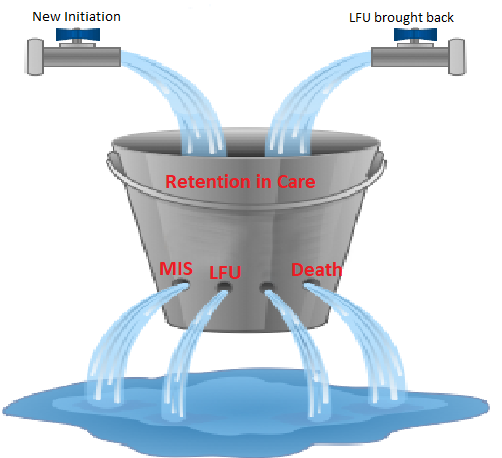 New Initiation
LFU brought back
Retention in Care
MIS
LFU
Death